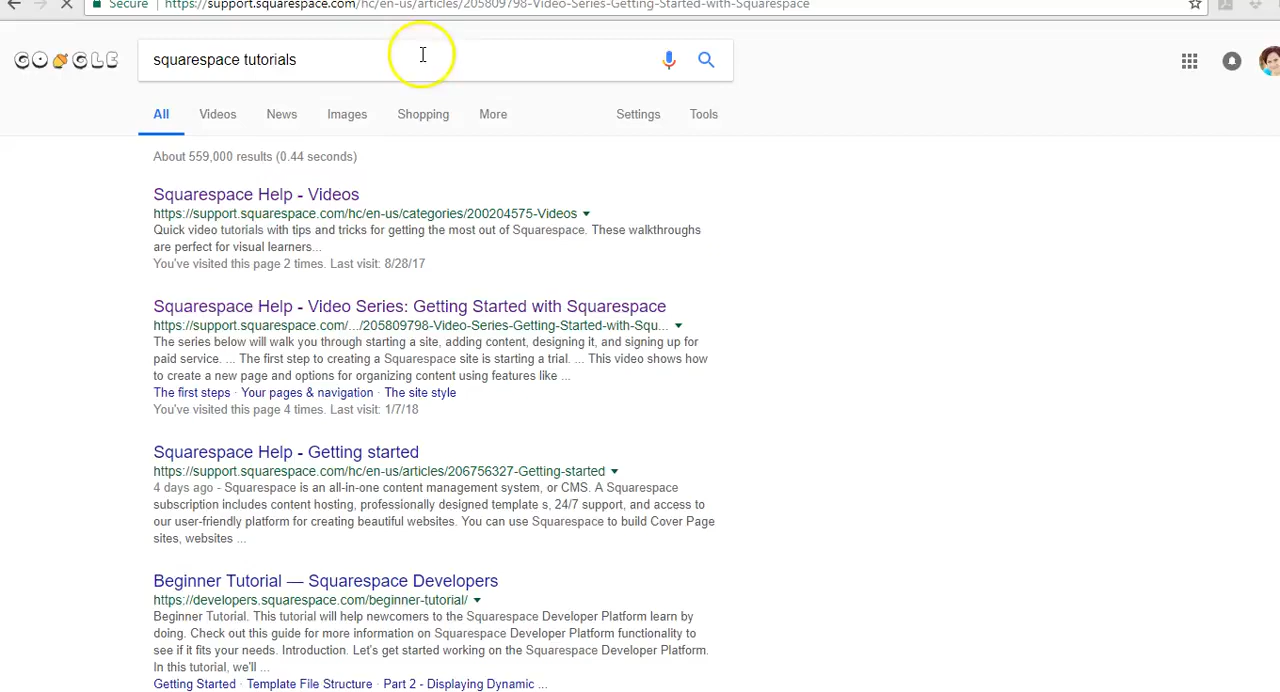 Secure https://support.squarespace.com/hc/en-us/articles/205809798-Video-Series-Getting-Started-with-Squarespace
GO GLE squarespace tutorials
All Videos News Images Shopping More Settings Tools
About 559,000 results (0.44 seconds)
Squarespace Help - Videos
https://support.squarespace.com/hc/en-us/categories/200204575-Videos
Quick video tutorials with tips and tricks for getting the most out of Squarespace. These walkthroughs
are perfect for visual learners...
You've visited this page 2 times. Last visit: 8/28/17
Squarespace Help - Video Series: Getting Started with Squarespace
https://support.squarespace.com/.../205809798-Video-Series-Getting-Started-with-Squ...
The series below will walk you through starting a site, adding content, designing it, and signing up for
paid service. ... The first step to creating a Squarespace site is starting a trial. ... This video shows how
to create a new page and options for organizing content using features like ...
The first steps · Your pages & navigation · The site style
You've visited this page 4 times. Last visit: 1/7/18
Squarespace Help - Getting started
https://support.squarespace.com/hc/en-us/articles/206756327-Getting-started
4 days ago - Squarespace is an all-in-one content management system, or CMS. A Squarespace
subscription includes content hosting, professionally designed template s, 24/7 support, and access to
our user-friendly platform for creating beautiful websites. You can use Squarespace to build Cover Page
sites, websites ...
Beginner Tutorial — Squarespace Developers
https://developers.squarespace.com/beginner-tutorial/
Beginner Tutorial. This tutorial will help newcomers to the Squarespace Developer Platform learn by
doing. Check out this guide for more information on Squarespace Developer Platform functionality to
see if it fits your needs. Introduction. Let's get started working on the Squarespace Developer Platform.
In this tutorial, we'll ...
Getting Started · Template File Structure · Part 2 - Displaying Dynamic ...